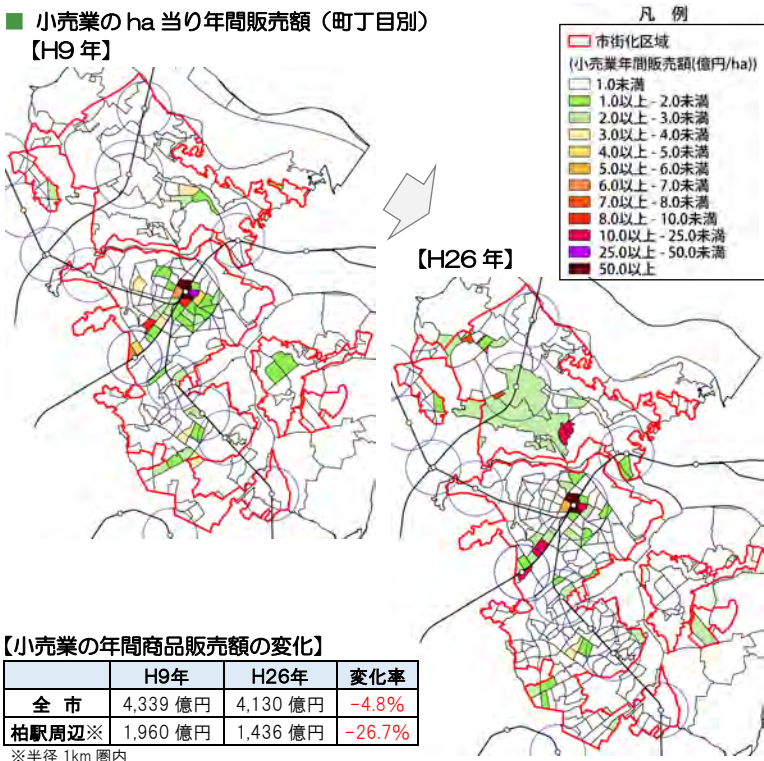 ■ 小売業の ha 当り年間販売額（町丁目別）
【H9 年】
凡　例
市街化区域
(小売業年間販売額(億円/ha))
1.0未満
1.0以上 - 2.0未満
2.0以上 - 3.0未満
3.0以上 - 4.0未満
4.0以上 - 5.0未満
5.0以上 - 6.0未満
6.0以上 - 7.0未満
7.0以上 - 8.0未満
8.0以上 - 10.0未満
10.0以上 - 25.0未満
25.0以上 - 50.0未満
50.0以上
【H26 年】
【小売業の年間商品販売額の変化】
H9年 H26年 変化率
全 市 4,339 億円 4,130 億円 -4.8%
柏駅周辺※ 1,960 億円 1,436 億円 -26.7%
※半径 1km 圏内